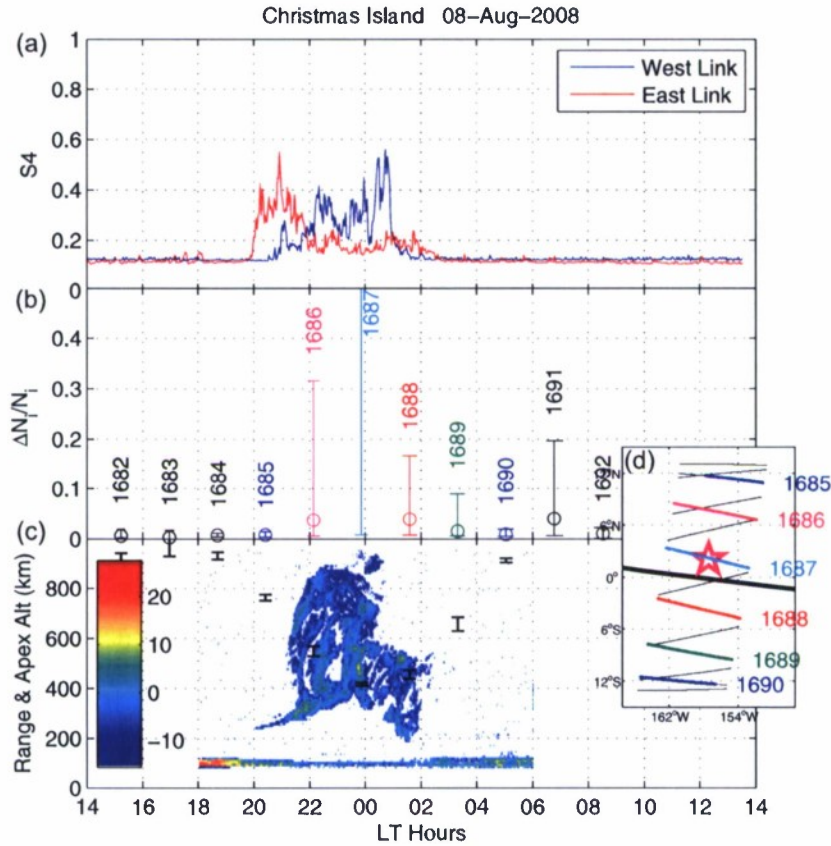 Christmas Island 08-Aug-2008
(a)
1
0.8
0.6
0.4
0.2
0
S4
West Link
East Link
(b)
0.4
0.3
0.2
0.1
0
ΔNi/Ni
1682
1683
1684
1685
1686
1687
1688
1689
1690
1691
1692
(c)
800
600
400
200
0
Range & Apex Alt (km)
20
10
0
−10
(d)
1685
1686
1687
1688
1689
1690
0°
6°S
12°S
162°W 154°W
14 16 18 20 22 00 02 04 06 08 10 12 14
LT Hours